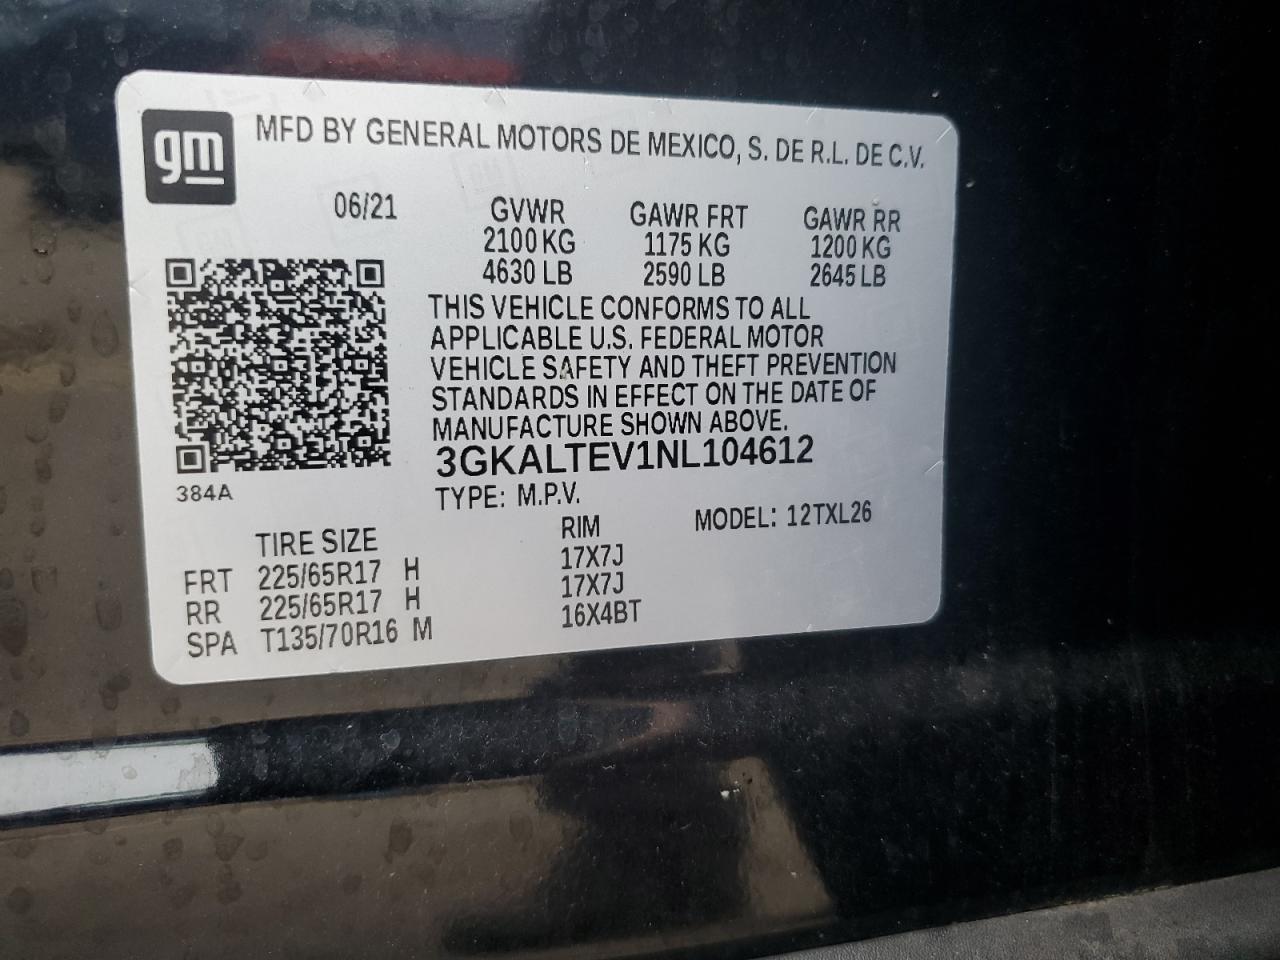 gm MFD BY GENERAL MOTORS DE MEXICO, S. DE R.L. DE C.V.
06/21 GVWR GAWR FRT GAWR RR
2100 KG 1175 KG 1200 KG
4630 LB 2590 LB 2645 LB
THIS VEHICLE CONFORMS TO ALL
APPLICABLE U.S. FEDERAL MOTOR
VEHICLE SAFETY AND THEFT PREVENTION
STANDARDS IN EFFECT ON THE DATE OF
MANUFACTURE SHOWN ABOVE.
3GKALTEV1NL104612
384A TYPE: M.P.V. MODEL: 12TXL26
TIRE SIZE RIM
FRT 225/65R17 H 17X7J
RR 225/65R17 H 17X7J
SPA T135/70R16 M 16X4BT